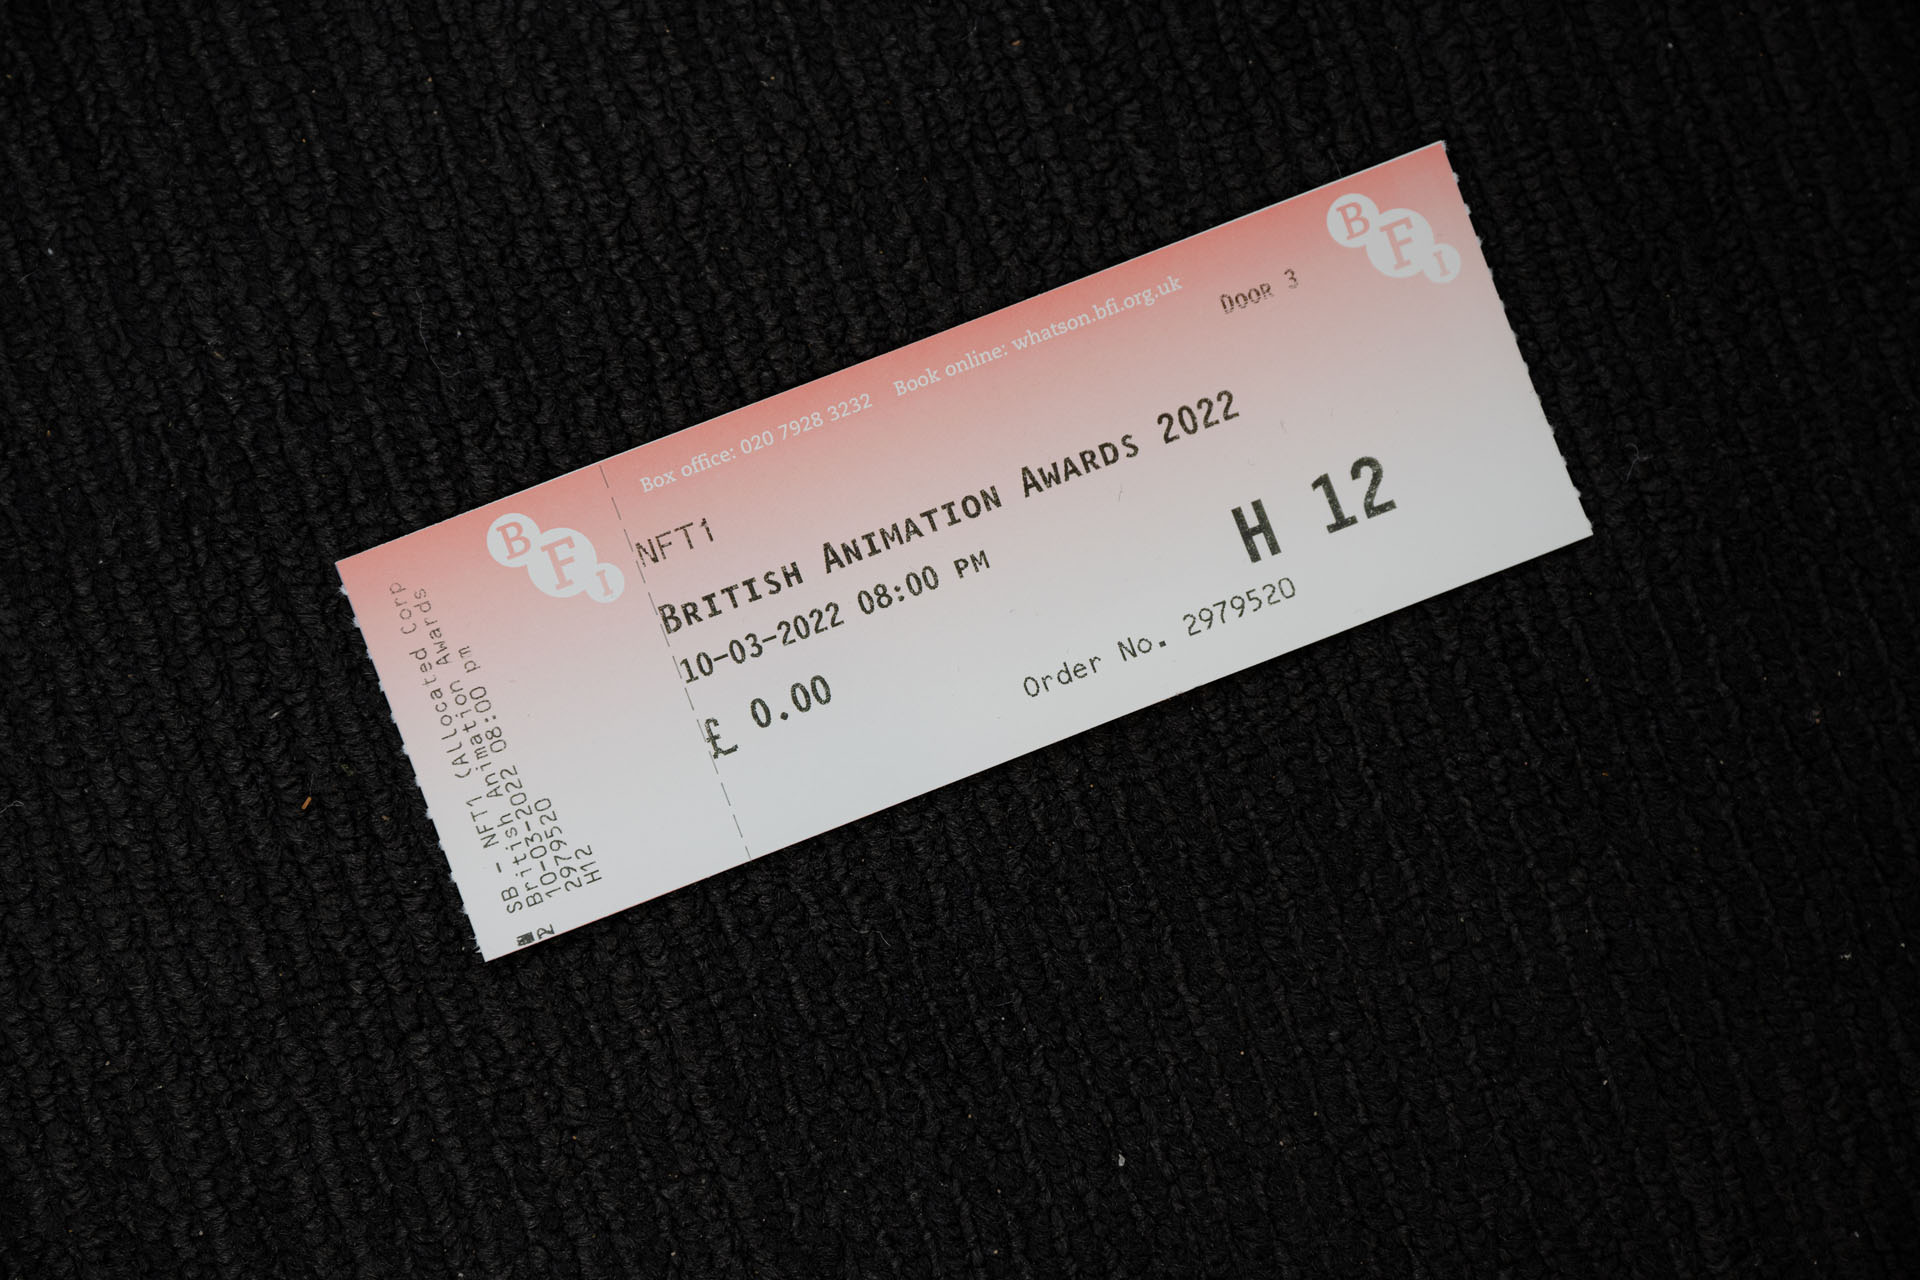 BFI
SB - NFT1 (Allocated Corp
British Animation Awards
10-03-2022 08:00 pm
2979520
H12
2
Box office: 020 7928 3232 Book online: whatson.bfi.org.uk
DOOR 3
BFI
NFT1
BRITISH ANIMATION AWARDS 2022
10-03-2022 08:00 PM
H 12
£ 0.00
Order No. 2979520